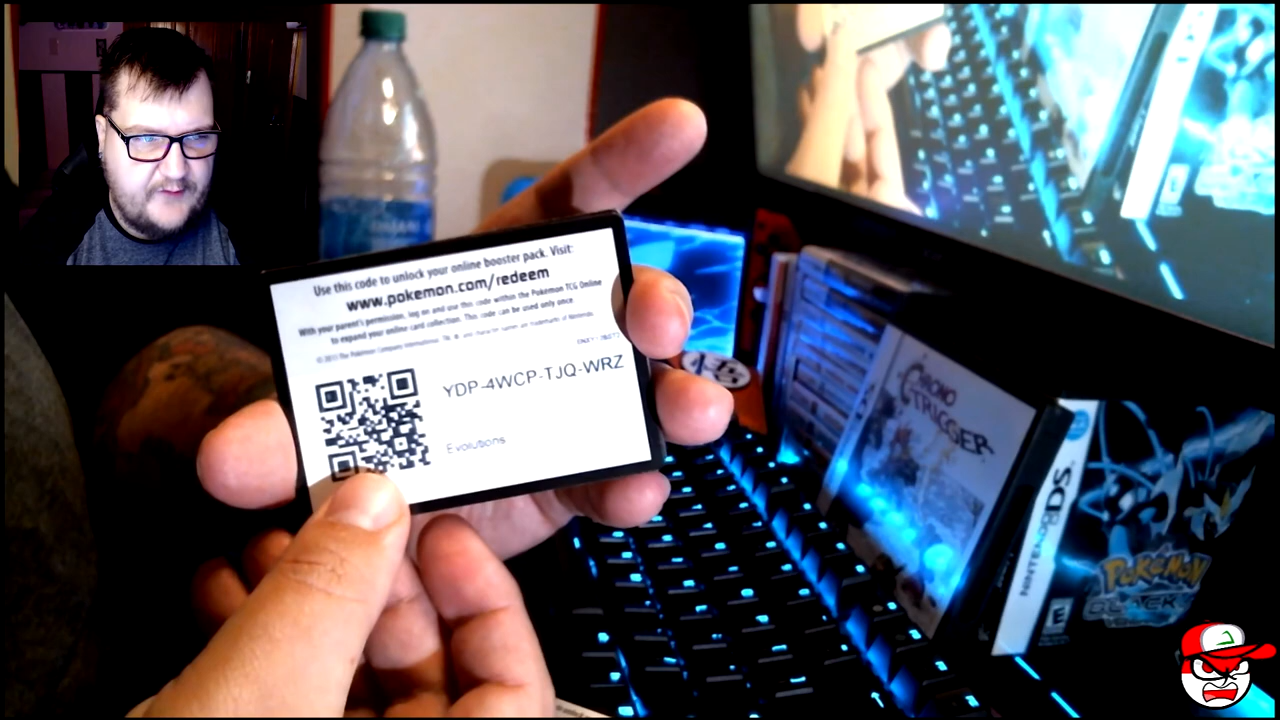 Use this code to unlock your online booster pack. Visit:
www.pokemon.com/redeem
With your parent's permission, log on and use this code within the Pokémon TCG Online
to expand your online card collection. This code can be used only once.
YDP-4WCP-TJQ-WRZ
Evolutions
CHRONO
TRIGGER
NINTENDO DS
POKÉMON
BLACK
E